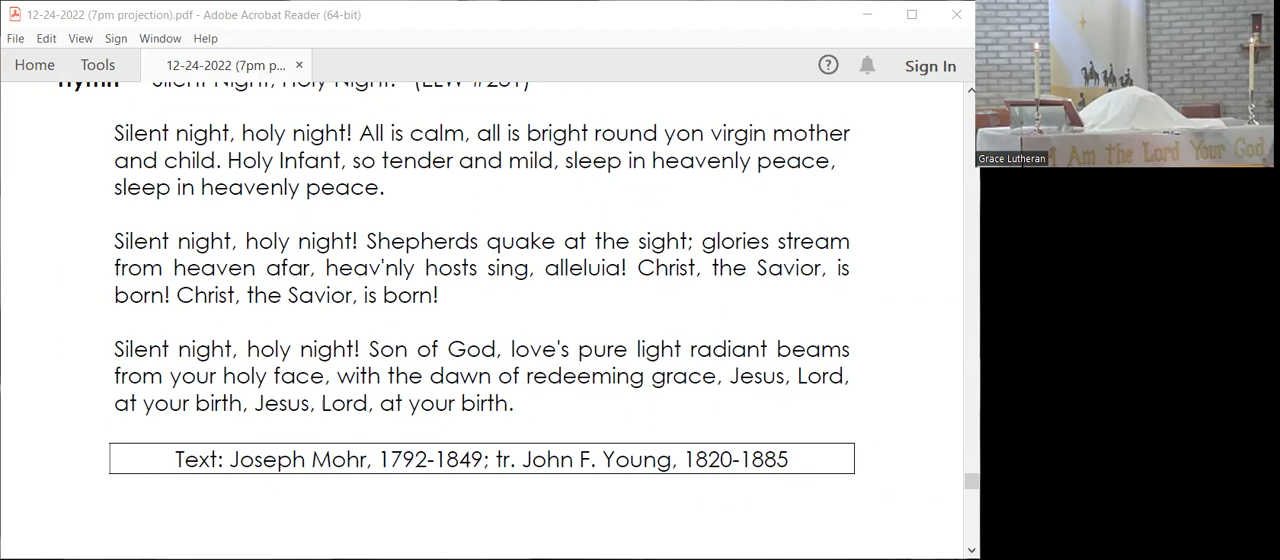 12-24-2022 (7pm projection).pdf - Adobe Acrobat Reader (64-bit)
File Edit View Sign Window Help
Home Tools 12-24-2022 (7pm p... × Sign In
Hymn Silent Night, Holy Night!
Silent night, holy night! All is calm, all is bright round yon virgin mother
and child. Holy Infant, so tender and mild, sleep in heavenly peace,
sleep in heavenly peace.
Silent night, holy night! Shepherds quake at the sight; glories stream
from heaven afar, heav'nly hosts sing, alleluia! Christ, the Savior, is
born! Christ, the Savior, is born!
Silent night, holy night! Son of God, love's pure light radiant beams
from your holy face, with the dawn of redeeming grace, Jesus, Lord,
at your birth, Jesus, Lord, at your birth.
Text: Joseph Mohr, 1792-1849; tr. John F. Young, 1820-1885
Am the Lord Your God
Grace Lutheran